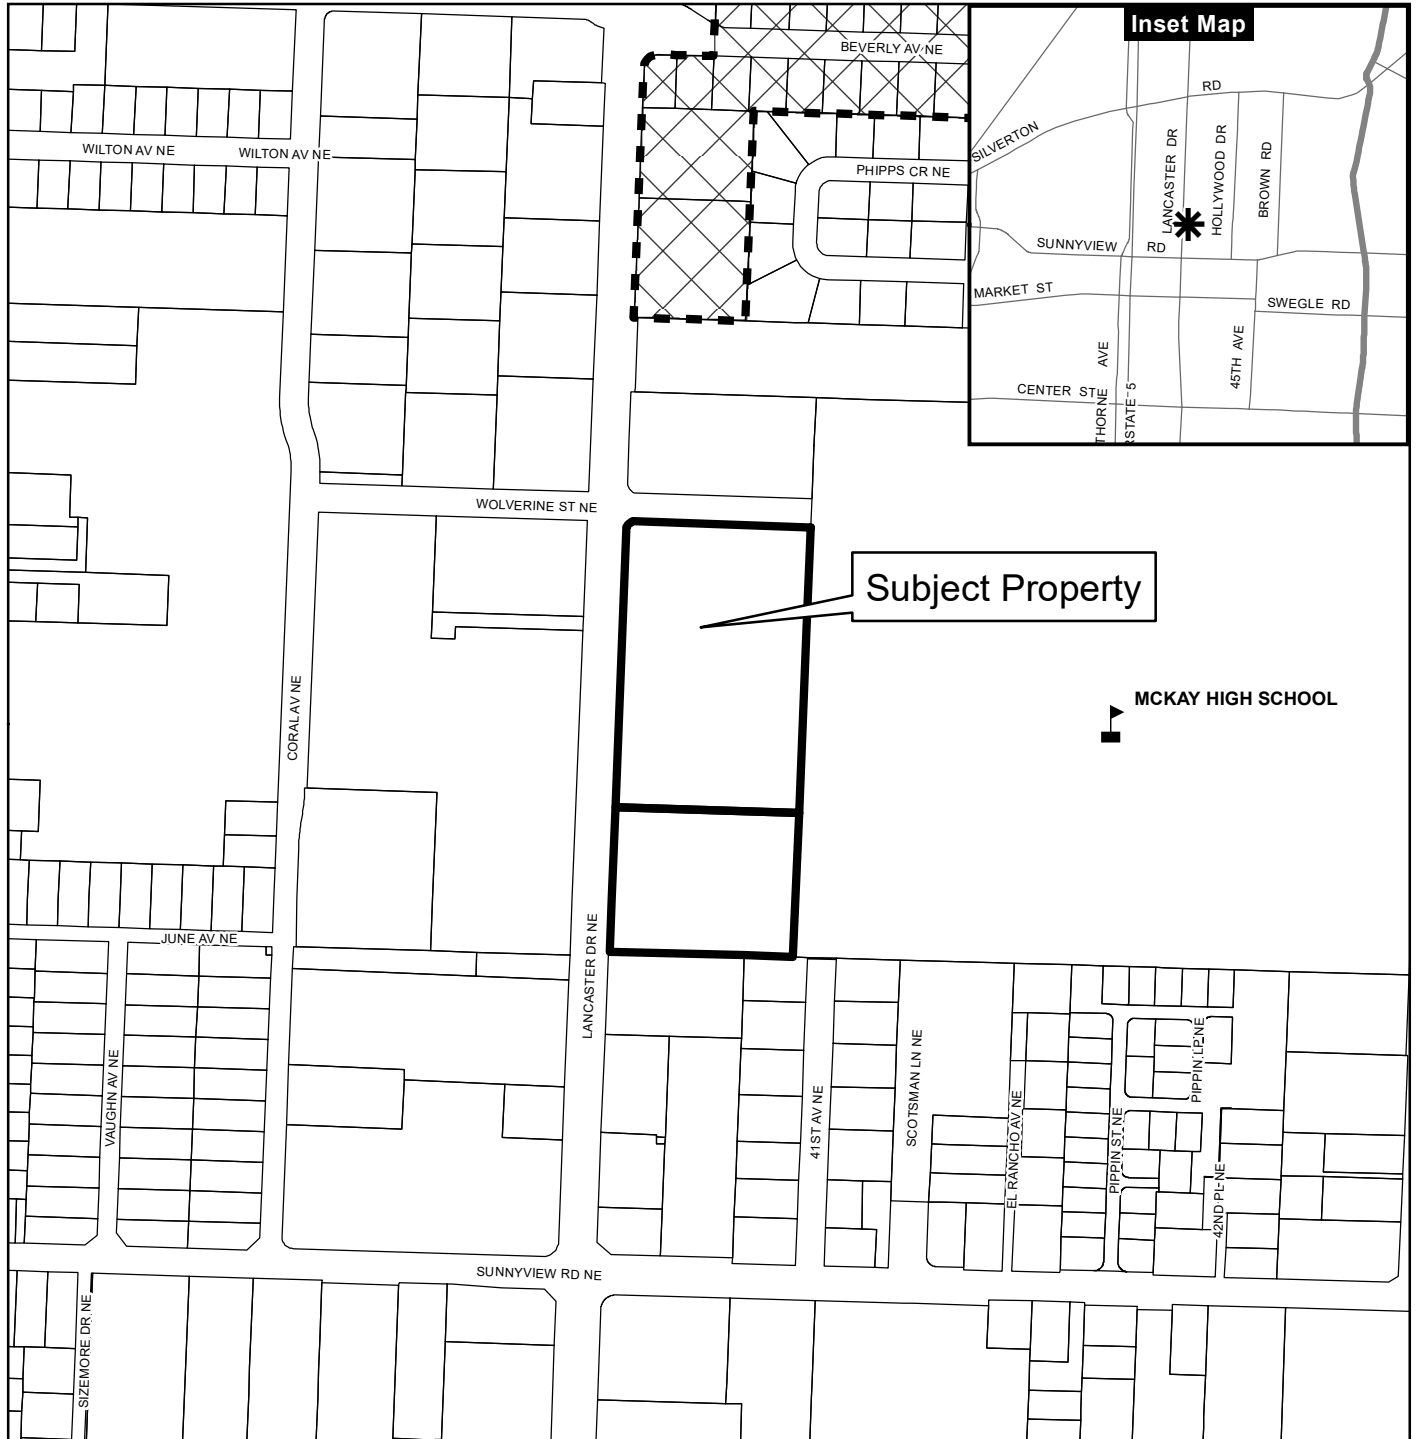 Inset Map
BEVERLY AV NE
RD
SILVERTON
LANCASTER DR
HOLLYWOOD DR
BROWN RD
WILTON AV NE
WILTON AV NE
PHIPPS CR NE
SUNNYVIEW RD
MARKET ST
SWEGLE RD
THORNE AVE
RSTATE 5
45TH AVE
CENTER ST
WOLVERINE ST NE
Subject Property
MCKAY HIGH SCHOOL
CORAL AV NE
JUNE AV NE
LANCASTER DR NE
VAUGHN AV NE
41ST AV NE
SCOTSMAN LN NE
EL RANCHO AV NE
PIPPIN ST NE
PIPPIN LP NE
42ND PL NE
SUNNYVIEW RD NE
SIZEMORE DR NE